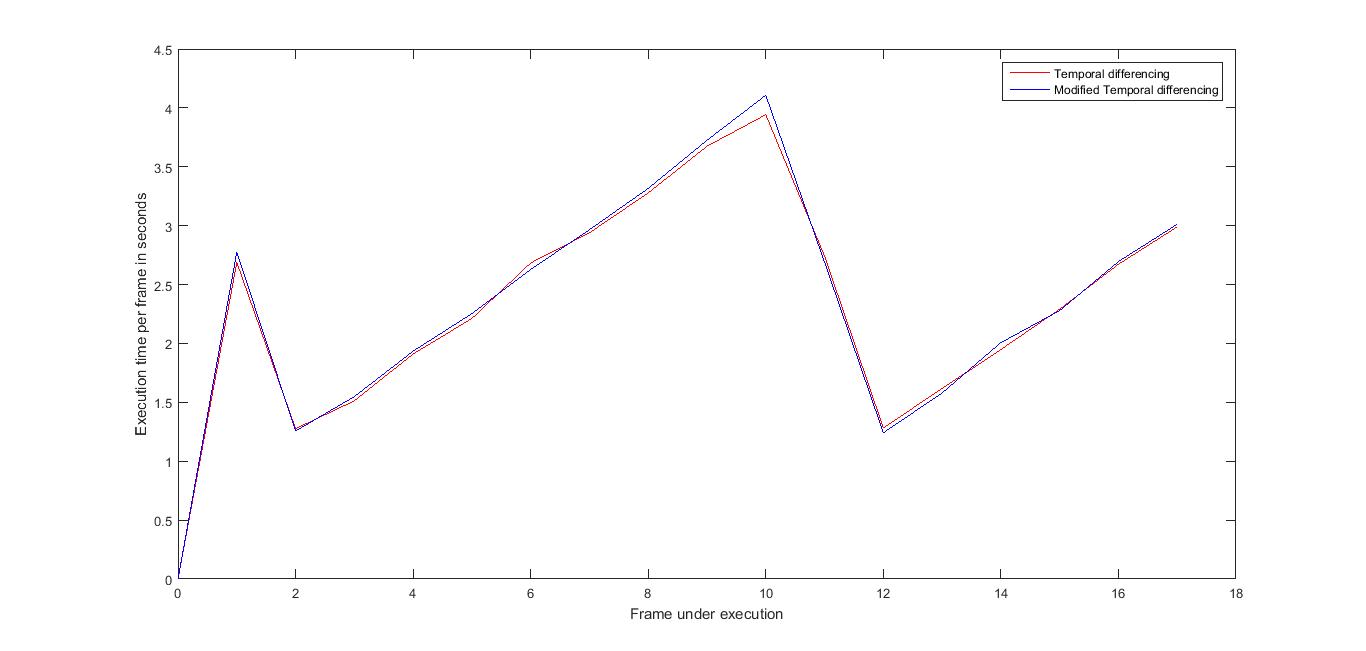 Temporal differencing
Modified Temporal differencing
4.5
4
3.5
3
2.5
2
1.5
1
0.5
0
Execution time per frame in seconds
0 2 4 6 8 10 12 14 16 18
Frame under execution